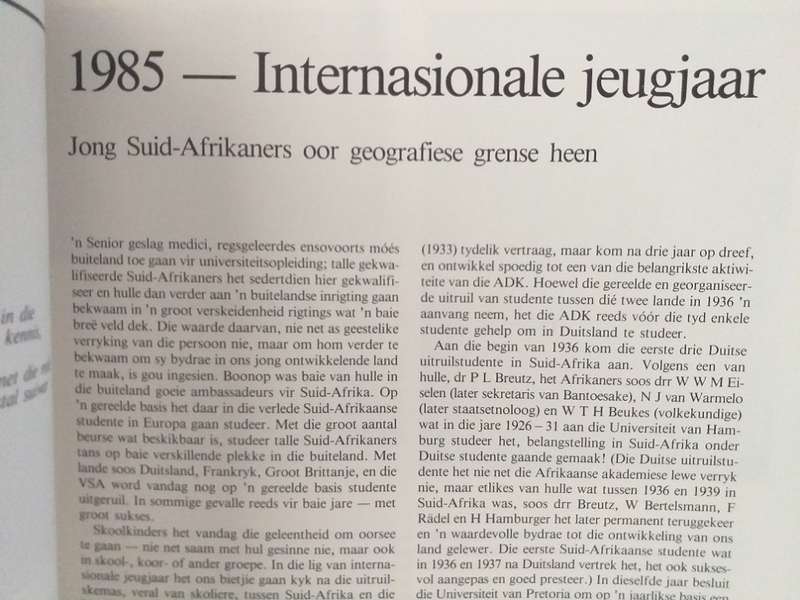 1985 — Internasionale jeugjaar
Jong Suid-Afrikaners oor geografiese grense heen
'n Senior geslag medici, regsgeleerdes ensovoorts móés
buiteland toe gaan vir universiteitsopleiding; talle gekwa-
lifiseerde Suid-Afrikaners het sedertdien hier gekwalifi-
seer en hulle dan verder aan 'n buitelandse inrigting gaan
bekwaam in 'n groot verskeidenheid rigtings wat 'n baie
breë veld dek. Die waarde daarvan, nie net as geestelike
verryking van die persoon nie, maar om hom verder te
bekwaam om sy bydrae in ons jong ontwikkelende land
te maak, is gou ingesien. Boonop was baie van hulle in
die buiteland goeie ambassadeurs vir Suid-Afrika. Op
'n gereelde basis het daar in die verlede Suid-Afrikaanse
studente in Europa gaan studeer. Met die groot aantal
beurse wat beskikbaar is, studeer talle Suid-Afrikaners
tans op baie verskillende plekke in die buiteland. Met
lande soos Duitsland, Frankryk, Groot Brittanje, en die
VSA word vandag nog op 'n gereelde basis studente
uitgeruil. In sommige gevalle reeds vir baie jare — met
groot sukses.
Skoolkinders het vandag die geleentheid om oorsee
te gaan — nie net saam met hul gesinne nie, maar ook
in skool-, koor- of ander groepe. In die lig van interna-
sionale jeugjaar het ons bietjie gaan kyk na die uitruil-
skemas, veral van skoliere, tussen Suid-Afrika en die
(1933) tydelik vertraag, maar kom na drie jaar op dreef,
en ontwikkel spoedig tot een van die belangrikste aktiwi-
teite van die ADK. Hoewel die gereelde en georganiseer-
de uitruil van studente tussen dié twee lande in 1936 'n
aanvang neem, het die ADK reeds vóór die tyd enkele
studente gehelp om in Duitsland te studeer.
Aan die begin van 1936 kom die eerste drie Duitse
uitruilstudente in Suid-Afrika aan. Volgens een van
hulle, dr P L Breutz, het Afrikaners soos drr W W M Ei-
selen (later sekretaris van Bantoesake), N J van Warmelo
(later staatsetnoloog) en W T H Beukes (volkekundige)
wat in die jare 1926 – 31 aan die Universiteit van Ham-
burg studeer het, belangstelling in Suid-Afrika onder
Duitse studente gaande gemaak! (Die Duitse uitruilstu-
dente het nie net die Afrikaanse akademiese lewe verryk
nie, maar etlikes van hulle wat tussen 1936 en 1939 in
Suid-Afrika was, soos drr Breutz, W Bertelsmann, F
Rädel en H Hamburger het later permanent teruggekeer
en 'n waardevolle bydrae tot die ontwikkeling van ons
land gelewer. Die eerste Suid-Afrikaanse studente wat
in 1936 en 1937 na Duitsland vertrek het, het ook sukses-
vol aangepas en goed presteer.) In dieselfde jaar besluit
die Universiteit van Pretoria om op 'n jaarlikse basis een
in die
kennis.
met die